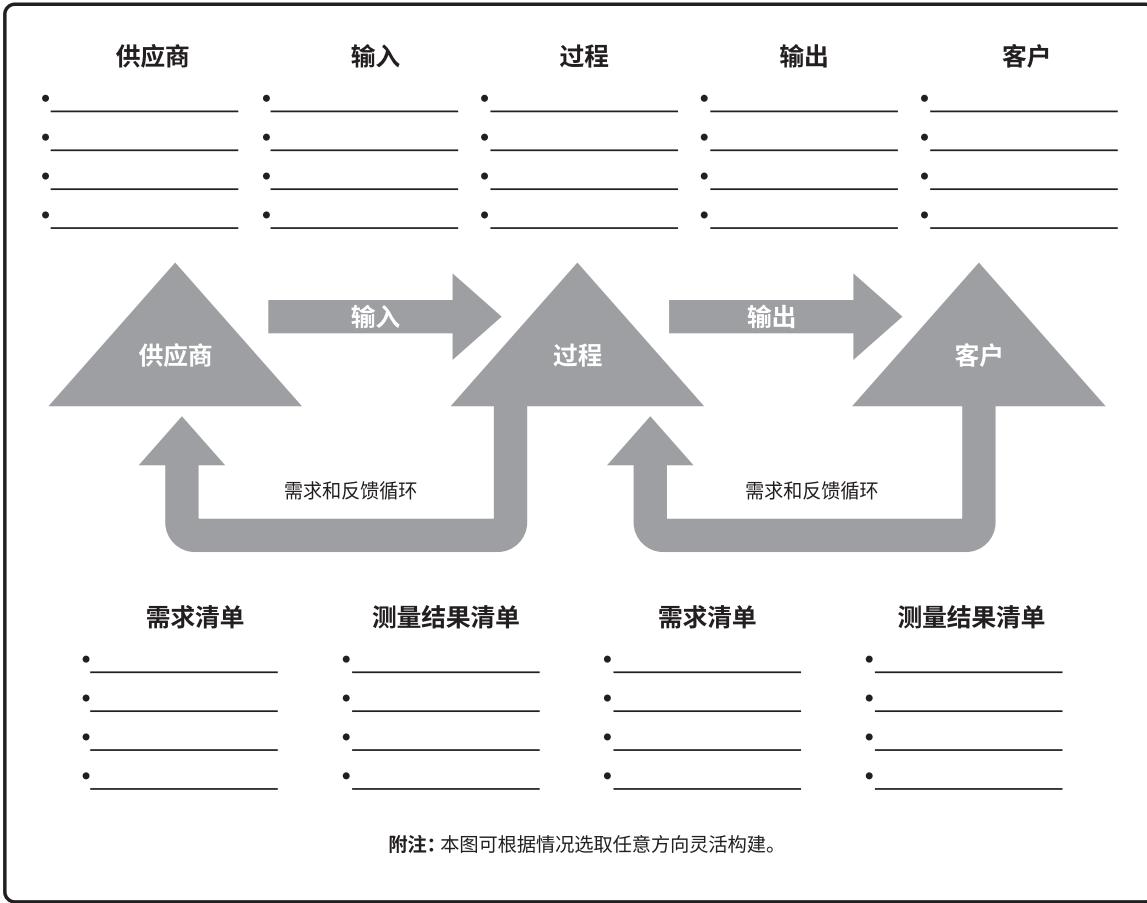 供应商 输入 过程 输出 客户
输入 输出
供应商 过程 客户
需求和反馈循环 需求和反馈循环
需求清单 测量结果清单 需求清单 测量结果清单
附注：本图可根据情况选取任意方向灵活构建。